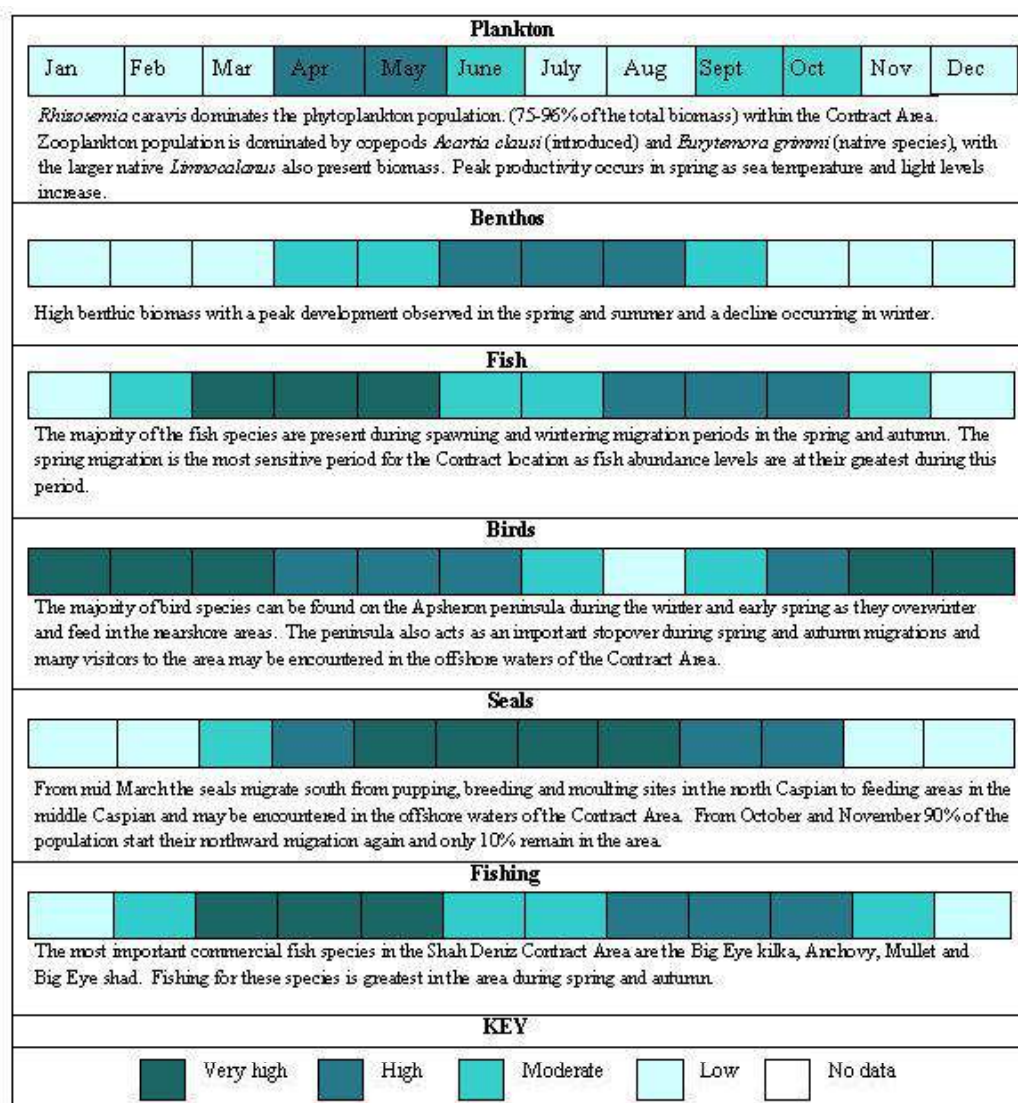 Plankton
Jan Feb Mar Apr May June July Aug Sept Oct Nov Dec
Rhizosemia caravis dominates the phytoplankton population. (75-96% of the total biomass) within the Contract Area.
Zooplankton population is dominated by copepods Acartia clausi (introduced) and Eurytemora grimmi (native species), with
the larger native Limnocalanus also present biomass. Peak productivity occurs in spring as sea temperature and light levels
increase.
Benthos
High benthic biomass with a peak development observed in the spring and summer and a decline occurring in winter.
Fish
The majority of the fish species are present during spawning and wintering migration periods in the spring and autumn. The
spring migration is the most sensitive period for the Contract location as fish abundance levels are at their greatest during this
period.
Birds
The majority of bird species can be found on the Apsheron peninsula during the winter and early spring as they overwinter
and feed in the nearshore areas. The peninsula also acts as an important stopover during spring and autumn migrations and
many visitors to the area may be encountered in the offshore waters of the Contract Area.
Seals
From mid March the seals migrate south from pupping, breeding and moulting sites in the north Caspian to feeding areas in the
middle Caspian and may be encountered in the offshore waters of the Contract Area. From October and November 90% of the
population start their northward migration again and only 10% remain in the area.
Fishing
The most important commercial fish species in the Shah Deniz Contract Area are the Big Eye kilka, Anchovy, Mullet and
Big Eye shad. Fishing for these species is greatest in the area during spring and autumn.
KEY
Very high High Moderate Low No data